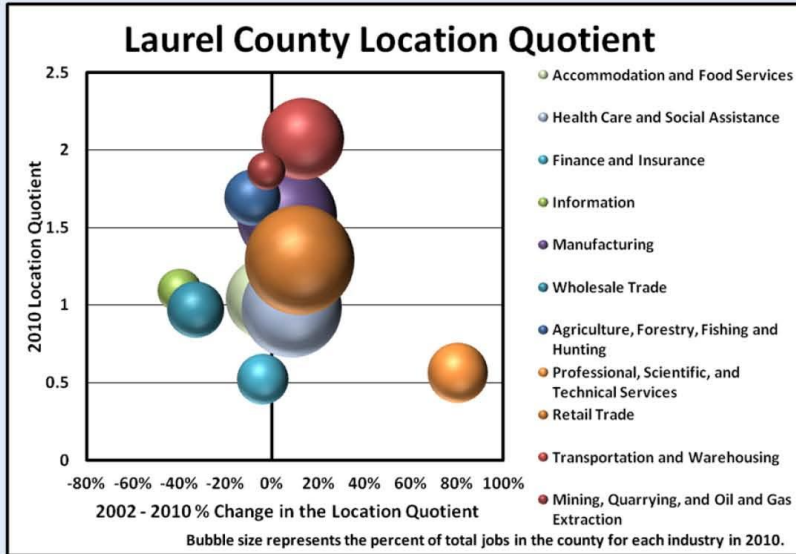 Laurel County Location Quotient
2.5
2
1.5
1
0.5
0
2010 Location Quotient
-80%
-60%
-40%
-20%
0%
20%
40%
60%
80%
100%
2002 - 2010 % Change in the Location Quotient
Accommodation and Food Services
Health Care and Social Assistance
Finance and Insurance
Information
Manufacturing
Wholesale Trade
Agriculture, Forestry, Fishing and
Hunting
Professional, Scientific, and
Technical Services
Retail Trade
Transportation and Warehousing
Mining, Quarrying, and Oil and Gas
Extraction
Bubble size represents the percent of total jobs in the county for each industry in 2010.